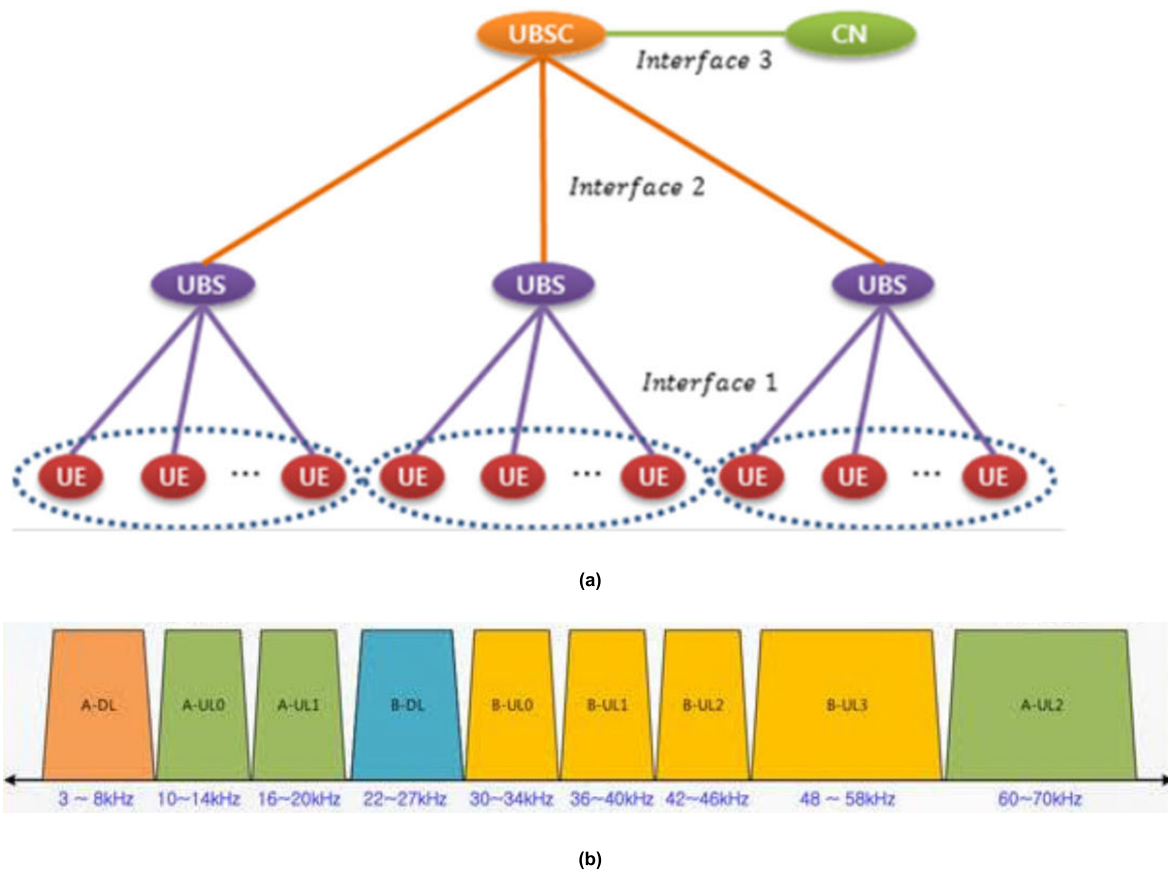 UBSC
CN
Interface 3
Interface 2
UBS
UBS
UBS
Interface 1
UE
UE
...
UE
UE
UE
...
UE
UE
UE
...
UE
(a)
A-DL
A-UL0
A-UL1
B-DL
B-UL0
B-UL1
B-UL2
B-UL3
A-UL2
3 ~ 8kHz
10~14kHz
16~20kHz
22~27kHz
30~34kHz
36~40kHz
42~46kHz
48 ~ 58kHz
60~70kHz
(b)